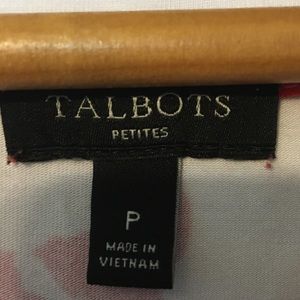 TALBOTS
PETITES
P
MADE IN
VIETNAM